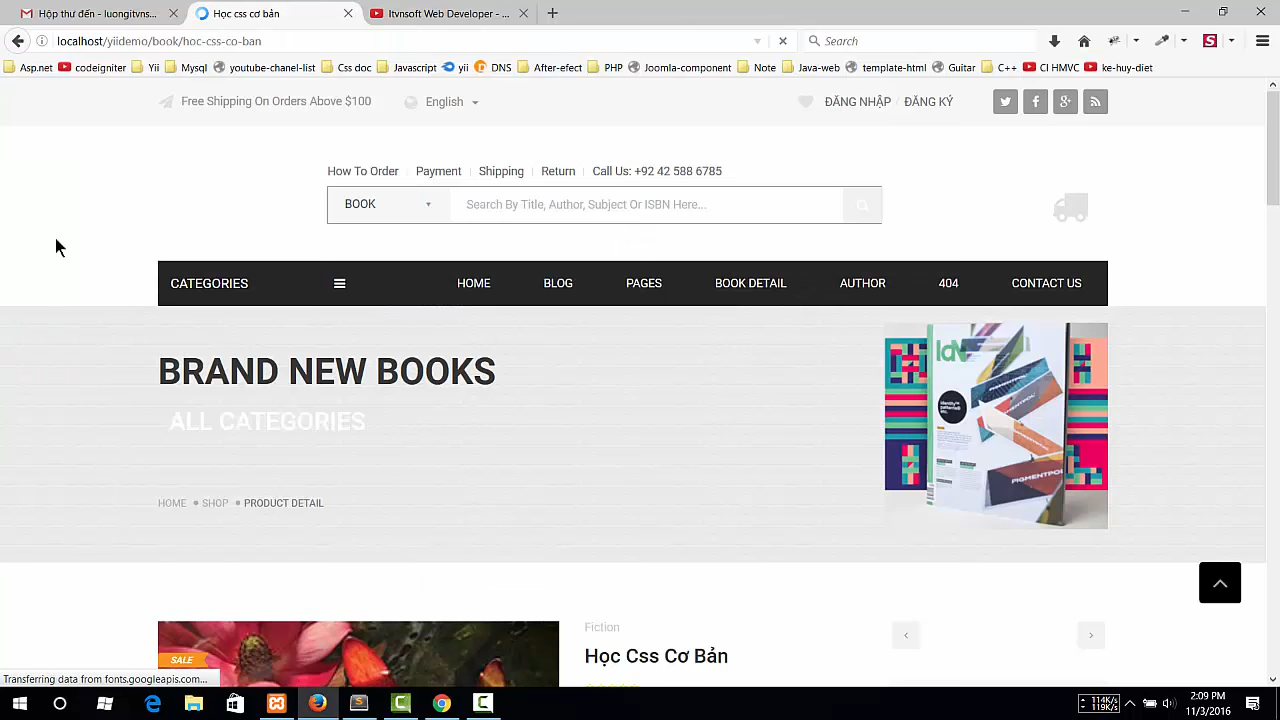 Hộp thư đến - luongitvns...
Học css cơ bản
Itvnsoft Web Developer - ...
localhost/yiidemo/book/hoc-css-co-ban
Search
Asp.net codeigniter Yii Mysql youtube-chanel-list Css doc Javascript yii DNS After-efect PHP Joomla-component Note Java-web template-html Guitar C++ CI HMVC ke-huy-diet
Free Shipping On Orders Above $100
English
ĐĂNG NHẬP / ĐĂNG KÝ
How To Order Payment Shipping Return Call Us: +92 42 588 6785
BOOK
Search By Title, Author, Subject Or ISBN Here...
CATEGORIES
HOME BLOG PAGES BOOK DETAIL AUTHOR 404 CONTACT US
BRAND NEW BOOKS
ALL CATEGORIES
HOME SHOP PRODUCT DETAIL
IdN
PIGMENTPOL
SALE
Fiction
Học Css Cơ Bản
Transferring data from fonts.googleapis.com...
114K/s
119K/s
2:09 PM
11/3/2016